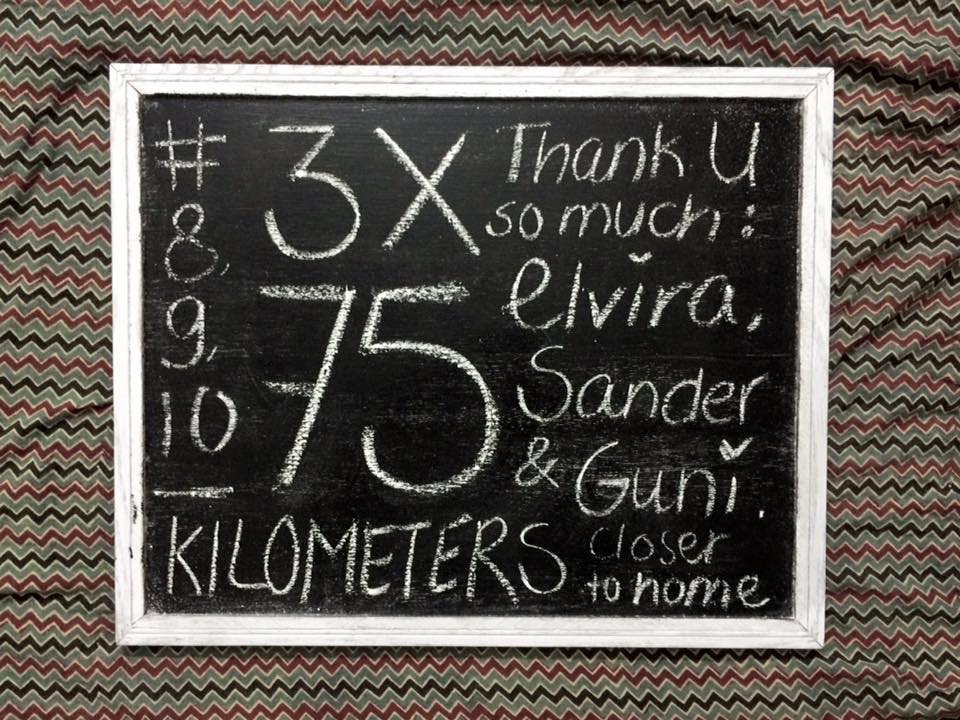 #
8,
9,
10
3X
75
KILOMETERS
Thank U
so much:
elvira,
Sander
& Guni.
closer
to home